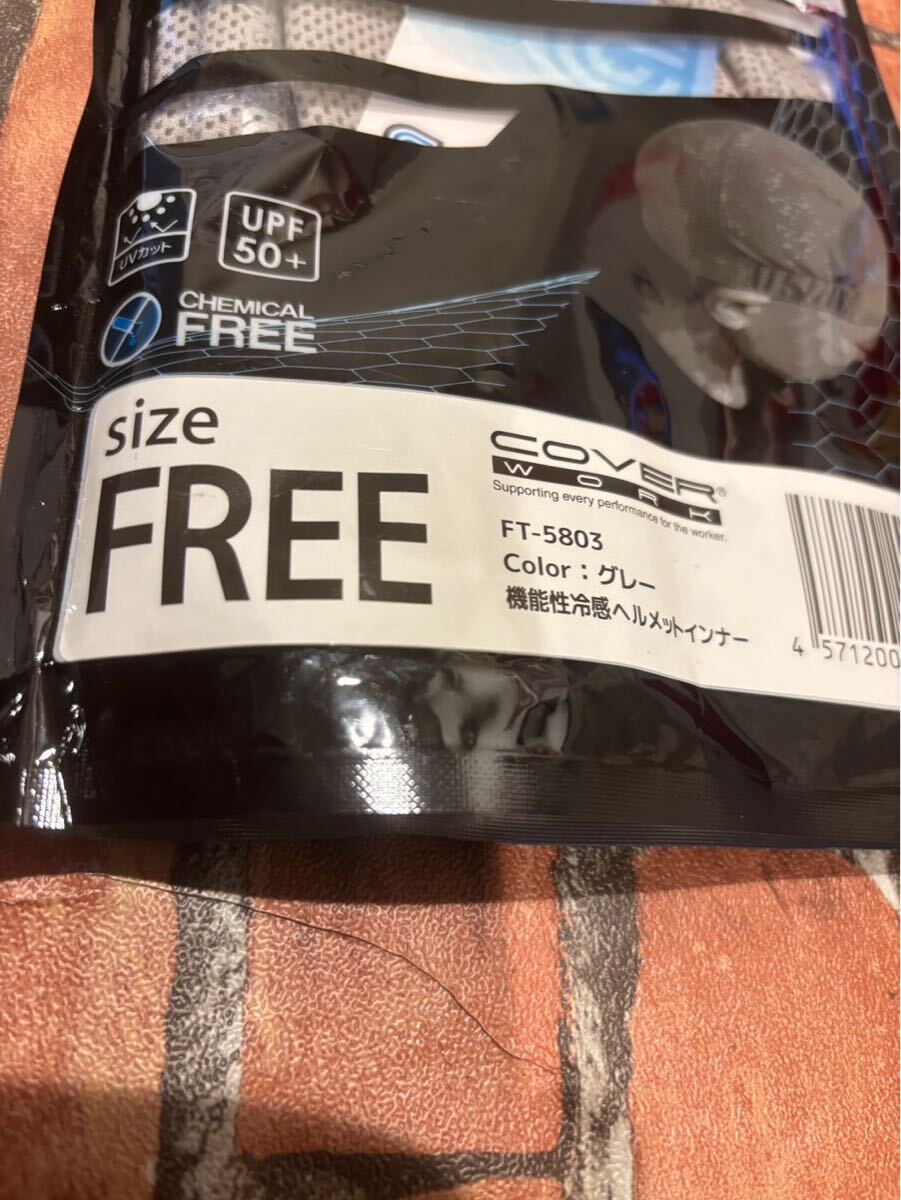 UVカット
UPF
50+
CHEMICAL
FREE
size
FREE
COVER®
WORK
Supporting every performance for the worker.
FT-5803
Color：グレー
機能性冷感ヘルメットインナー
4 571200